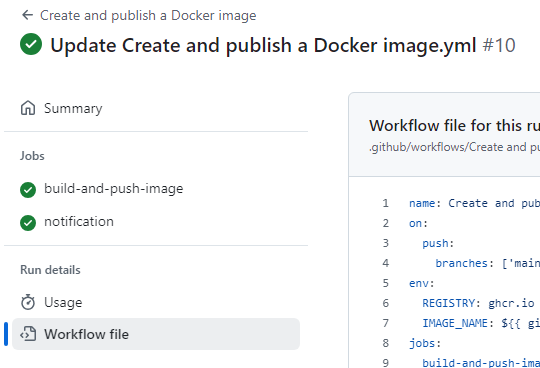 Create and publish a Docker image
Update Create and publish a Docker image.yml #10
Summary
Jobs
build-and-push-image
notification
Run details
Usage
Workflow file
Workflow file for this ru
.github/workflows/Create and pu
1 name: Create and pub
2 on:
3 push:
4 branches: ['main
5 env:
6 REGISTRY: ghcr.io
7 IMAGE_NAME: ${{ gi
8 jobs:
9 build-and-push-ima